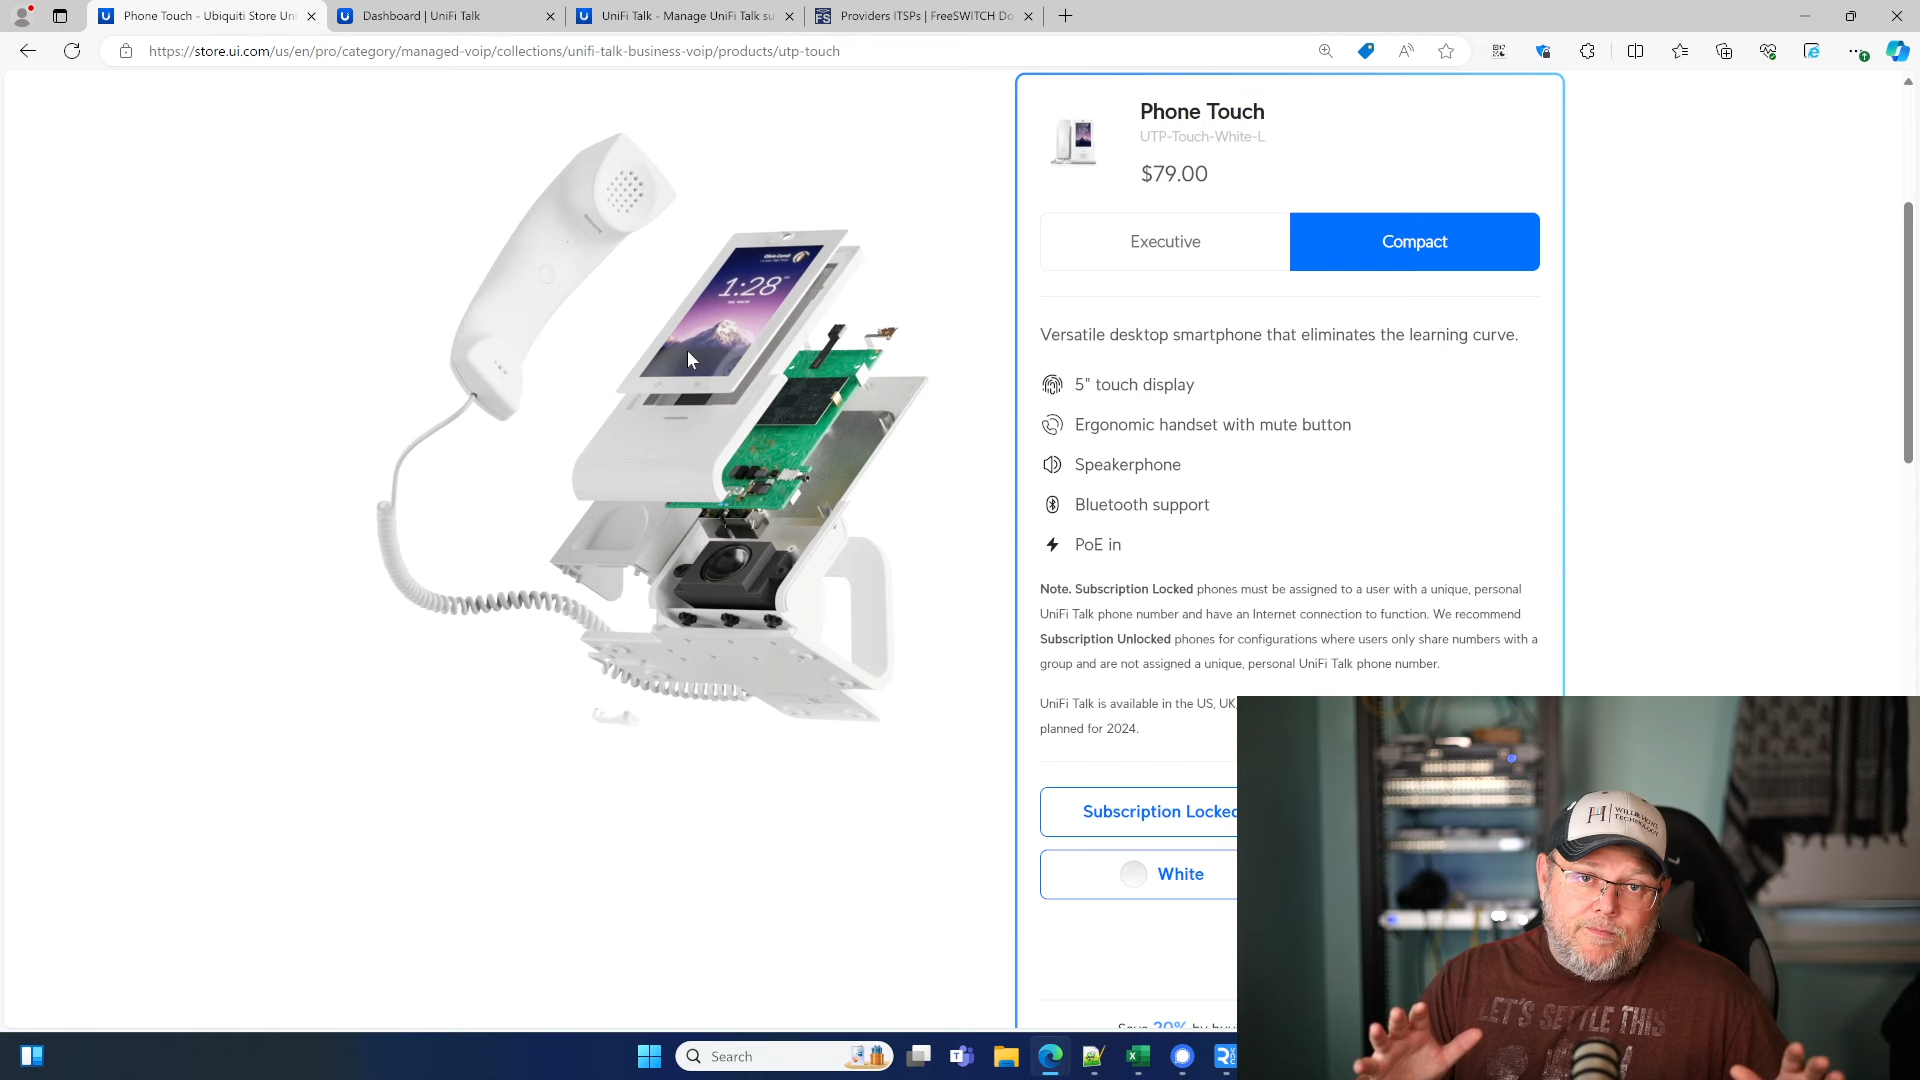 Phone Touch - Ubiquiti Store Un
Dashboard | UniFi Talk
UniFi Talk - Manage UniFi Talk su
Providers ITSPs | FreeSWITCH Do
https://store.ui.com/us/en/pro/category/managed-voip/collections/unifi-talk-business-voip/products/utp-touch
Phone Touch
UTP-Touch-White-L
$79.00
Executive
Compact
1:28
Versatile desktop smartphone that eliminates the learning curve.
5" touch display
Ergonomic handset with mute button
Speakerphone
Bluetooth support
PoE in
Note. Subscription Locked phones must be assigned to a user with a unique, personal
UniFi Talk phone number and have an Internet connection to function. We recommend
Subscription Unlocked phones for configurations where users only share numbers with a
group and are not assigned a unique, personal UniFi Talk phone number.
UniFi Talk is available in the US, UK,
planned for 2024.
Subscription Locked
White
H WILLIE HOWE
TECHNOLOGY
LET'S SETTLE THIS
Search